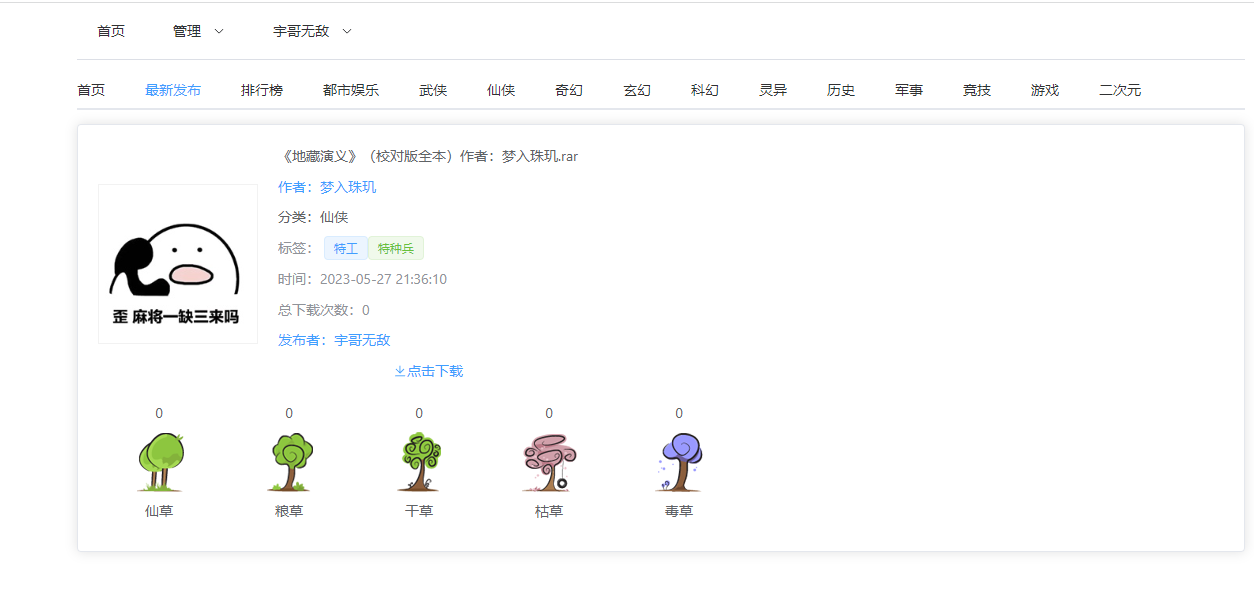 首页 管理 宇哥无敌
首页 最新发布 排行榜 都市娱乐 武侠 仙侠 奇幻 玄幻 科幻 灵异 历史 军事 竞技 游戏 二次元
《地藏演义》（校对版全本）作者：梦入珠玑.rar
作者：梦入珠玑
分类：仙侠
标签： 特工 特种兵
时间：2023-05-27 21:36:10
总下载次数：0
发布者：宇哥无敌
点击下载
歪 麻将一缺三来吗
0 0 0 0 0
仙草 粮草 干草 枯草 毒草